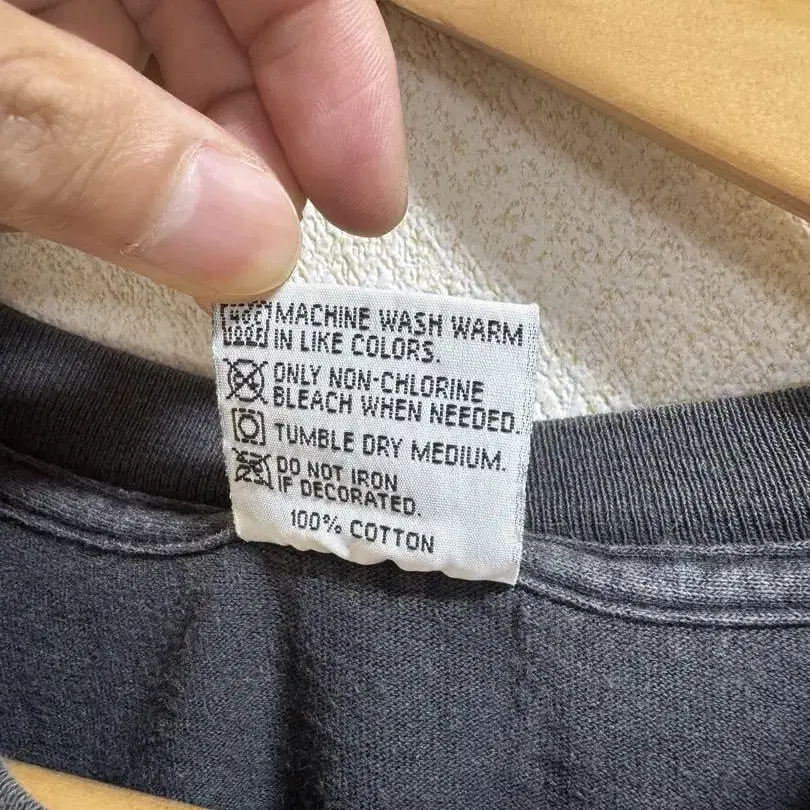 MACHINE WASH WARM
IN LIKE COLORS.
ONLY NON-CHLORINE
BLEACH WHEN NEEDED.
TUMBLE DRY MEDIUM.
DO NOT IRON
IF DECORATED.
100% COTTON